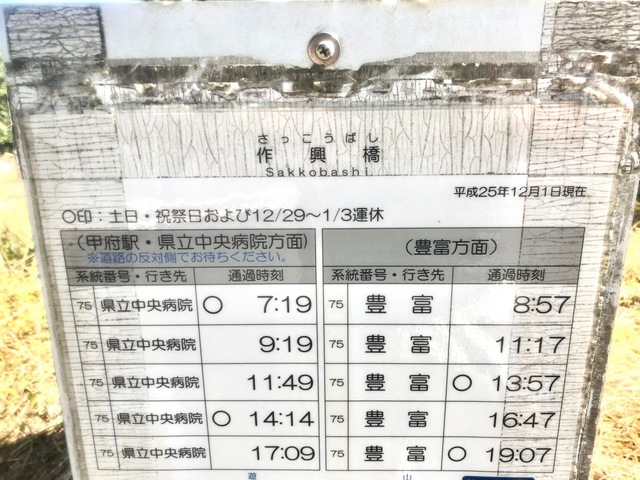 さっこうばし
作興橋
Sakkobashi
平成25年12月1日現在
〇印：土日・祝祭日および12/29～1/3運休
（甲府駅・県立中央病院方面）
※道路の反対側でお待ちください。
（豊富方面）
系統番号・行き先 通過時刻 系統番号・行き先 通過時刻
75 県立中央病院 〇 7:19 75 豊富 8:57
75 県立中央病院 9:19 75 豊富 11:17
75 県立中央病院 11:49 75 豊富 〇 13:57
75 県立中央病院 〇 14:14 75 豊富 16:47
75 県立中央病院 17:09 75 豊富 〇 19:07
遊 山